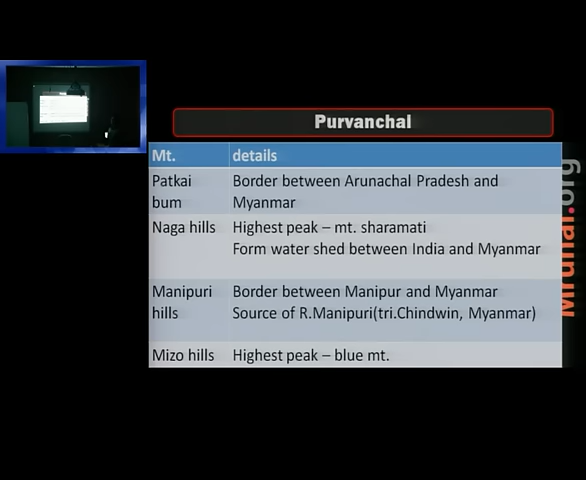 Purvanchal
Mt. details
Patkai bum Border between Arunachal Pradesh and Myanmar
Naga hills Highest peak – mt. sharamati
Form water shed between India and Myanmar
Manipuri hills Border between Manipur and Myanmar
Source of R.Manipuri(tri.Chindwin, Myanmar)
Mizo hills Highest peak – blue mt.
Mrunal.org